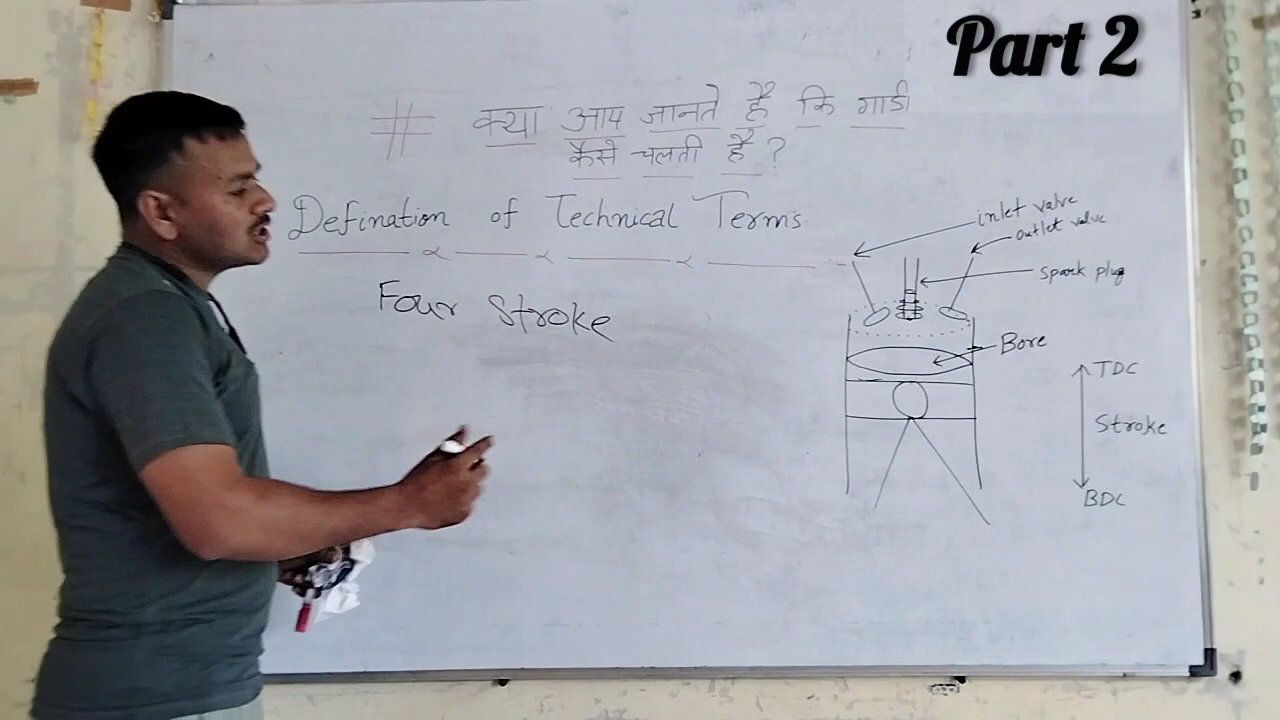 Part 2
# क्या आप जानते है कि गाडी
कैसे चलती है ?
Defination of Technical Terms
Four Stroke
inlet valve
outlet valve
spark plug
Bore
TDC
Stroke
BDC